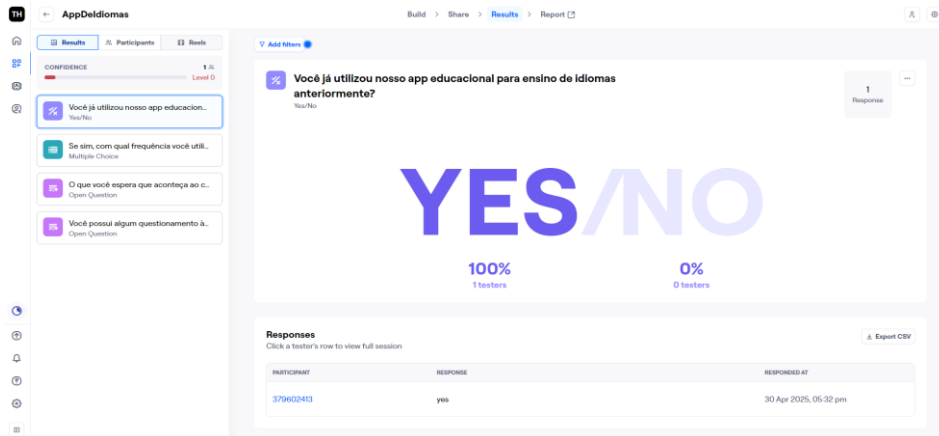 TH
AppDeIdiomas
Build > Share > Results > Report
Results
Participants
Reels
CONFIDENCE
1
Level 0
Você já utilizou nosso app educacion...
Yes/No
Se sim, com qual frequência você utili...
Multiple Choice
O que você espera que aconteça ao c...
Open Question
Você possui algum questionamento à...
Open Question
Add filters
Você já utilizou nosso app educacional para ensino de idiomas
anteriormente?
Yes/No
1
Response
YES/NO
100%
1 testers
0%
0 testers
Responses
Click a tester's row to view full session
Export CSV
PARTICIPANT RESPONSE RESPONDED AT
379602413 yes 30 Apr 2025, 05:32 pm